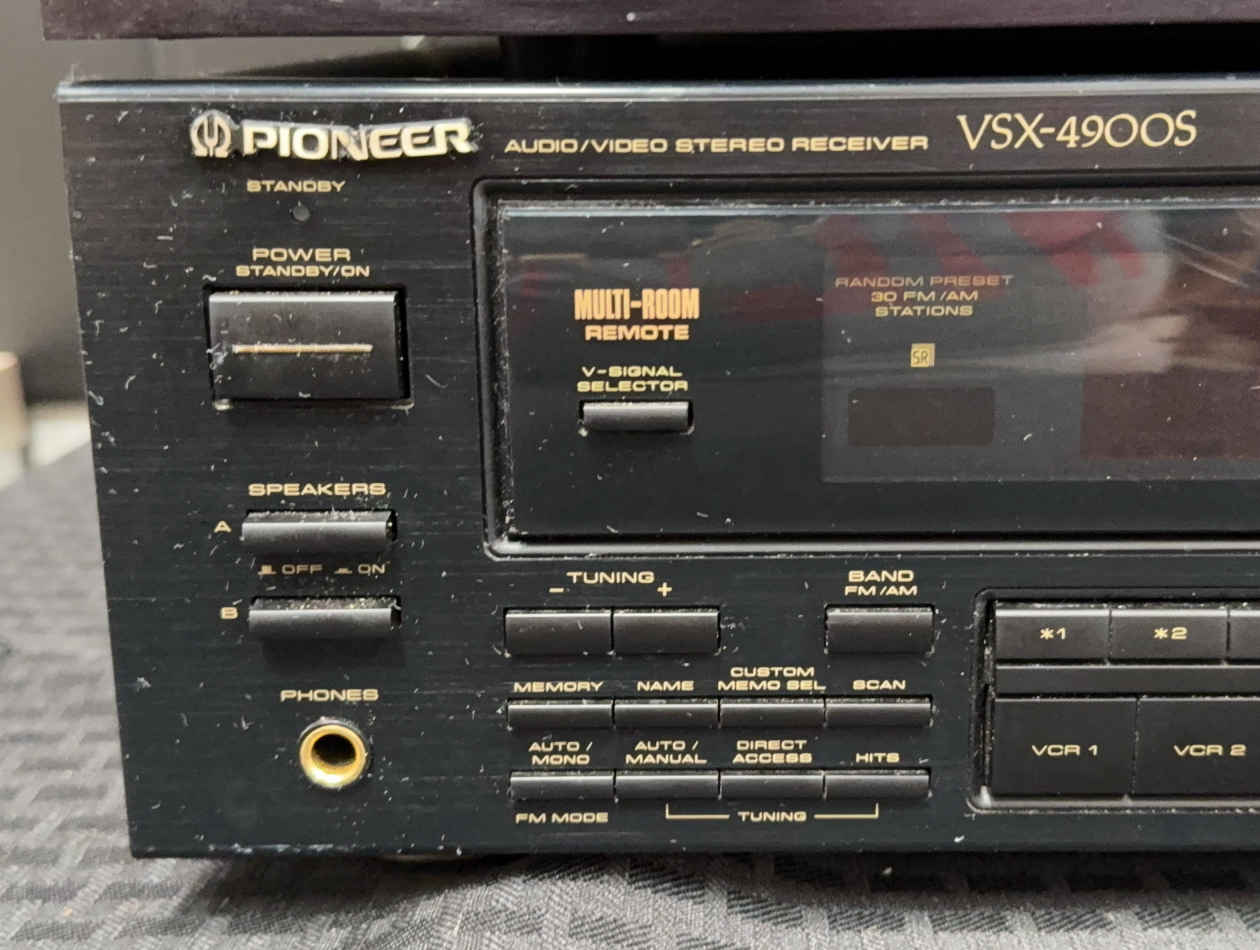 PIONEER AUDIO/VIDEO STEREO RECEIVER VSX-4900S
STANDBY
POWER
STANDBY/ON
RANDOM PRESET
30 FM/AM
STATIONS
MULTI-ROOM
REMOTE
SR
V-SIGNAL
SELECTOR
SPEAKERS
A
OFF ON
B
PHONES
TUNING
- +
BAND
FM/AM
*1 *2
MEMORY NAME CUSTOM
MEMO SEL SCAN
AUTO/
MONO
AUTO/
MANUAL
DIRECT
ACCESS
HITS
FM MODE
TUNING
VCR 1 VCR 2